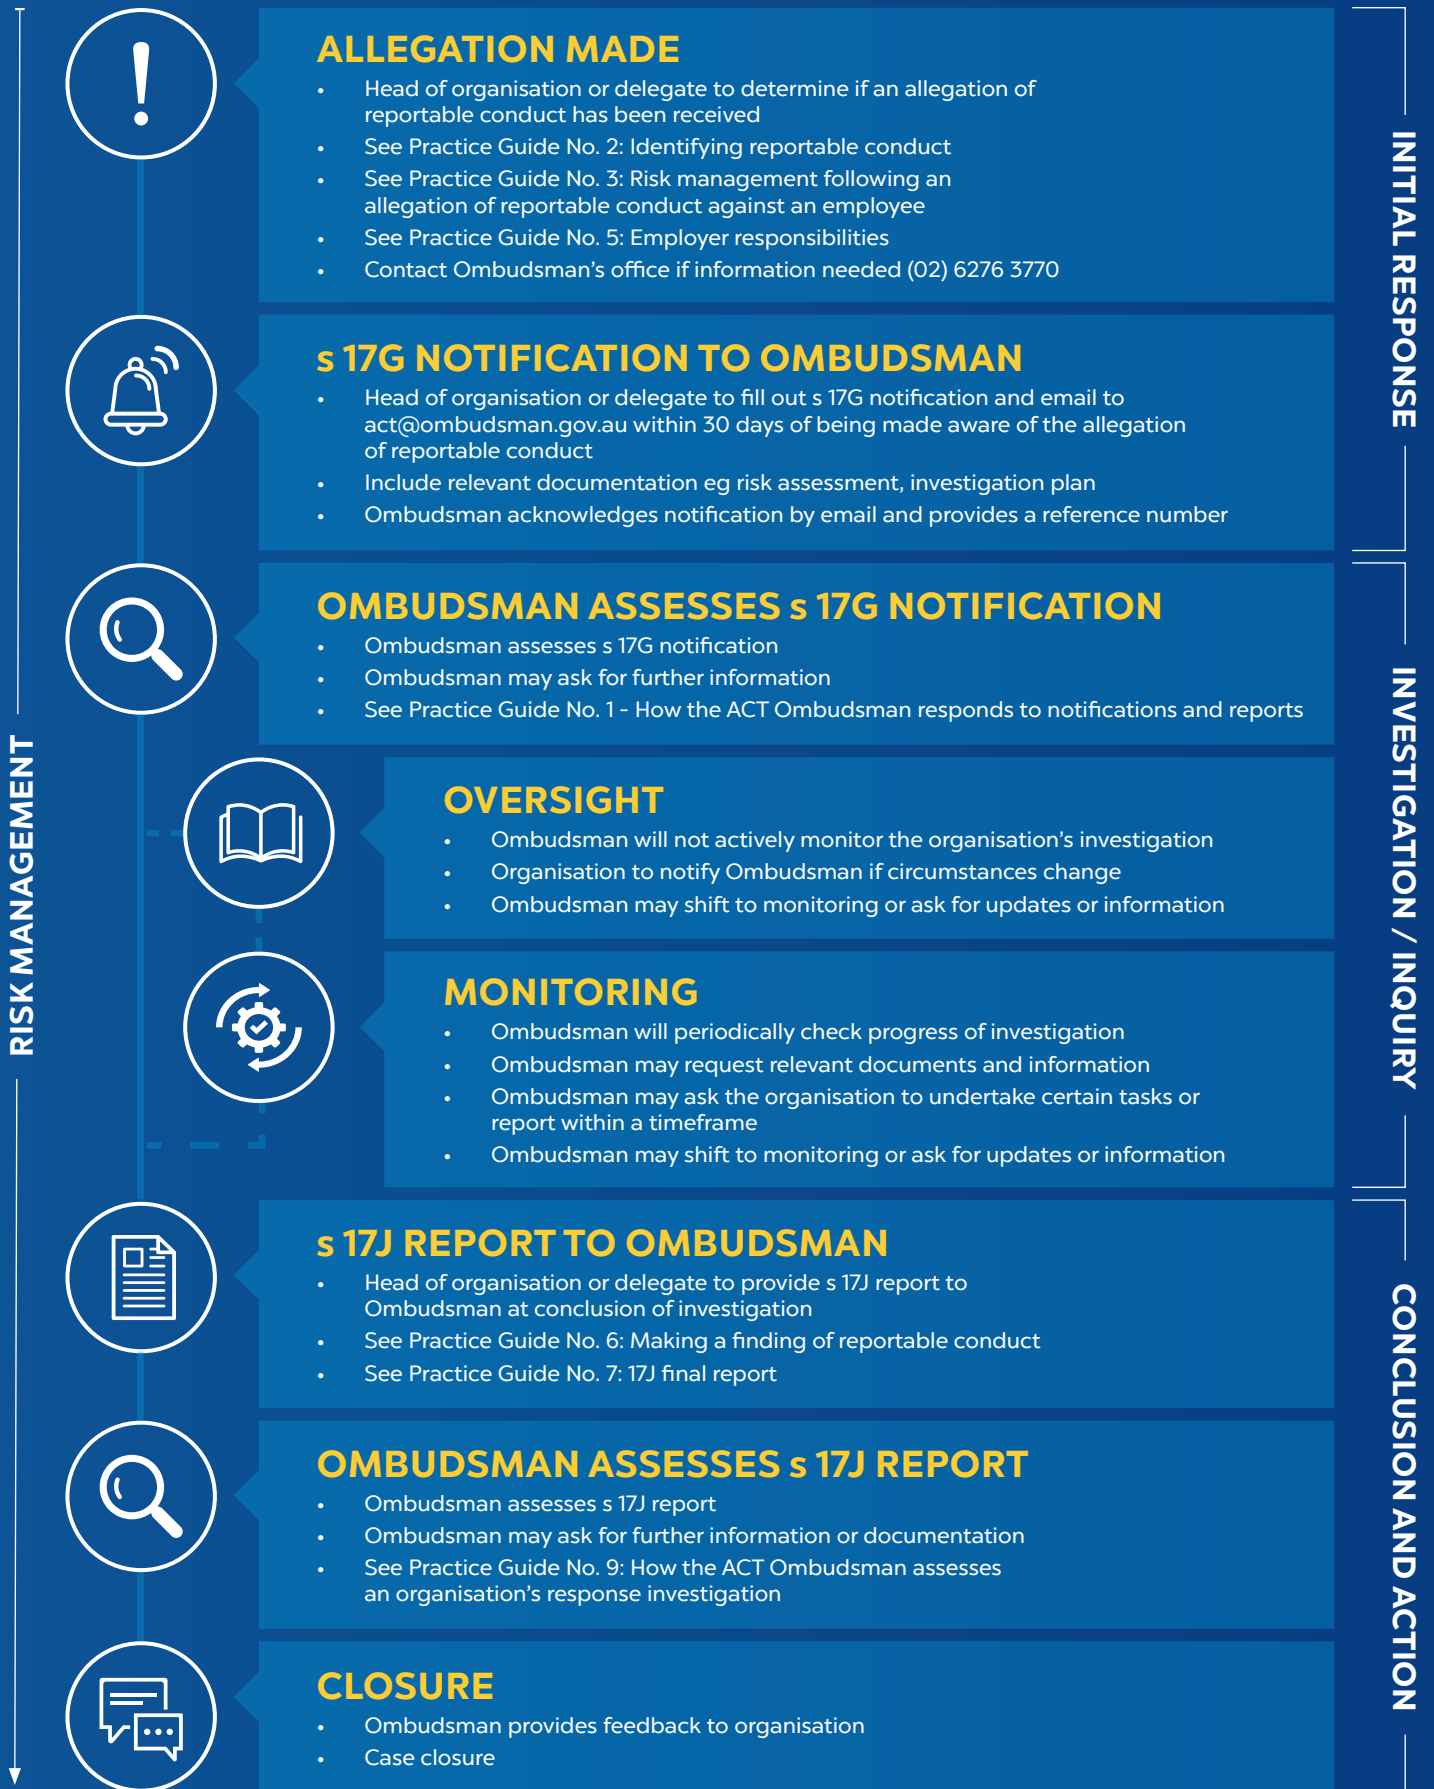 ALLEGATION MADE
• Head of organisation or delegate to determine if an allegation of
reportable conduct has been received
• See Practice Guide No. 2: Identifying reportable conduct
• See Practice Guide No. 3: Risk management following an
allegation of reportable conduct against an employee
• See Practice Guide No. 5: Employer responsibilities
• Contact Ombudsman's office if information needed (02) 6276 3770
s 17G NOTIFICATION TO OMBUDSMAN
• Head of organisation or delegate to fill out s 17G notification and email to
act@ombudsman.gov.au within 30 days of being made aware of the allegation
of reportable conduct
• Include relevant documentation eg risk assessment, investigation plan
• Ombudsman acknowledges notification by email and provides a reference number
INITIAL RESPONSE
OMBUDSMAN ASSESSES s 17G NOTIFICATION
• Ombudsman assesses s 17G notification
• Ombudsman may ask for further information
• See Practice Guide No. 1 - How the ACT Ombudsman responds to notifications and reports
OVERSIGHT
• Ombudsman will not actively monitor the organisation's investigation
• Organisation to notify Ombudsman if circumstances change
• Ombudsman may shift to monitoring or ask for updates or information
MONITORING
• Ombudsman will periodically check progress of investigation
• Ombudsman may request relevant documents and information
• Ombudsman may ask the organisation to undertake certain tasks or
report within a timeframe
• Ombudsman may shift to monitoring or ask for updates or information
INVESTIGATION / INQUIRY
RISK MANAGEMENT
s 17J REPORT TO OMBUDSMAN
• Head of organisation or delegate to provide s 17J report to
Ombudsman at conclusion of investigation
• See Practice Guide No. 6: Making a finding of reportable conduct
• See Practice Guide No. 7: 17J final report
OMBUDSMAN ASSESSES s 17J REPORT
• Ombudsman assesses s 17J report
• Ombudsman may ask for further information or documentation
• See Practice Guide No. 9: How the ACT Ombudsman assesses
an organisation's response investigation
CLOSURE
• Ombudsman provides feedback to organisation
• Case closure
CONCLUSION AND ACTION